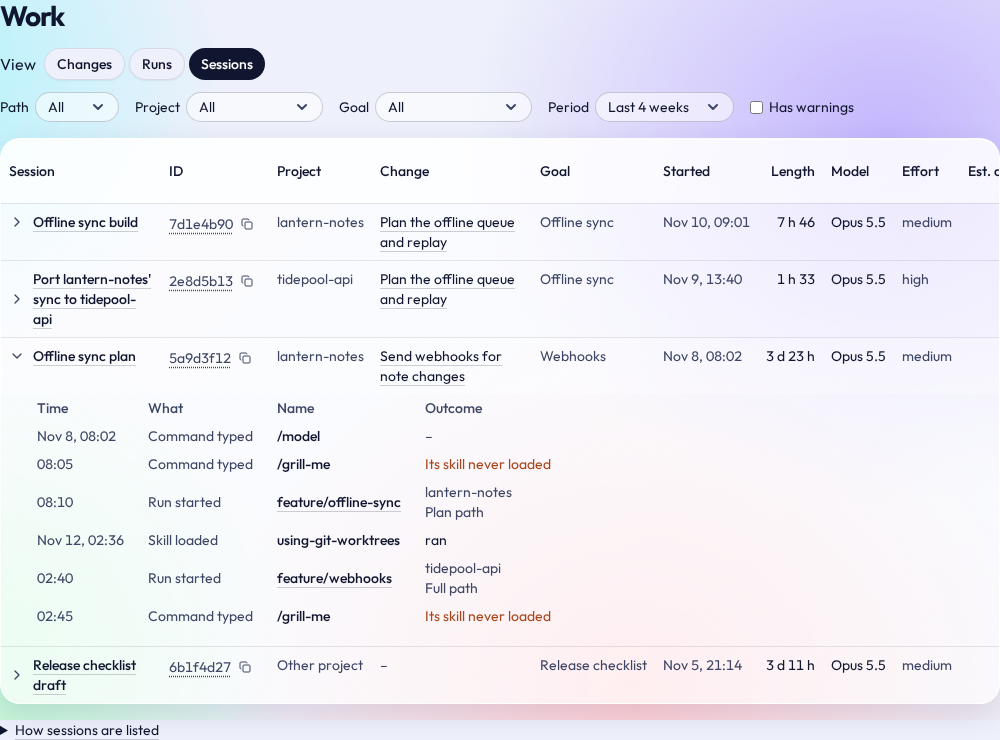 Work
View Changes Runs Sessions
Path All Project All Goal All Period Last 4 weeks Has warnings
Session ID Project Change Goal Started Length Model Effort Est.
Offline sync build 7d1e4b90 lantern-notes Plan the offline queue Offline sync Nov 10, 09:01 7 h 46 Opus 5.5 medium
and replay
Port lantern-notes' 2e8d5b13 tidepool-api Plan the offline queue Offline sync Nov 9, 13:40 1 h 33 Opus 5.5 high
sync to tidepool- and replay
api
Offline sync plan 5a9d3f12 lantern-notes Send webhooks for Webhooks Nov 8, 08:02 3 d 23 h Opus 5.5 medium
note changes
Time What Name Outcome
Nov 8, 08:02 Command typed /model –
08:05 Command typed /grill-me Its skill never loaded
08:10 Run started feature/offline-sync lantern-notes
Plan path
Nov 12, 02:36 Skill loaded using-git-worktrees ran
02:40 Run started feature/webhooks tidepool-api
Full path
02:45 Command typed /grill-me Its skill never loaded
Release checklist 6b1f4d27 Other project – Release checklist Nov 5, 21:14 3 d 11 h Opus 5.5 medium
draft
How sessions are listed